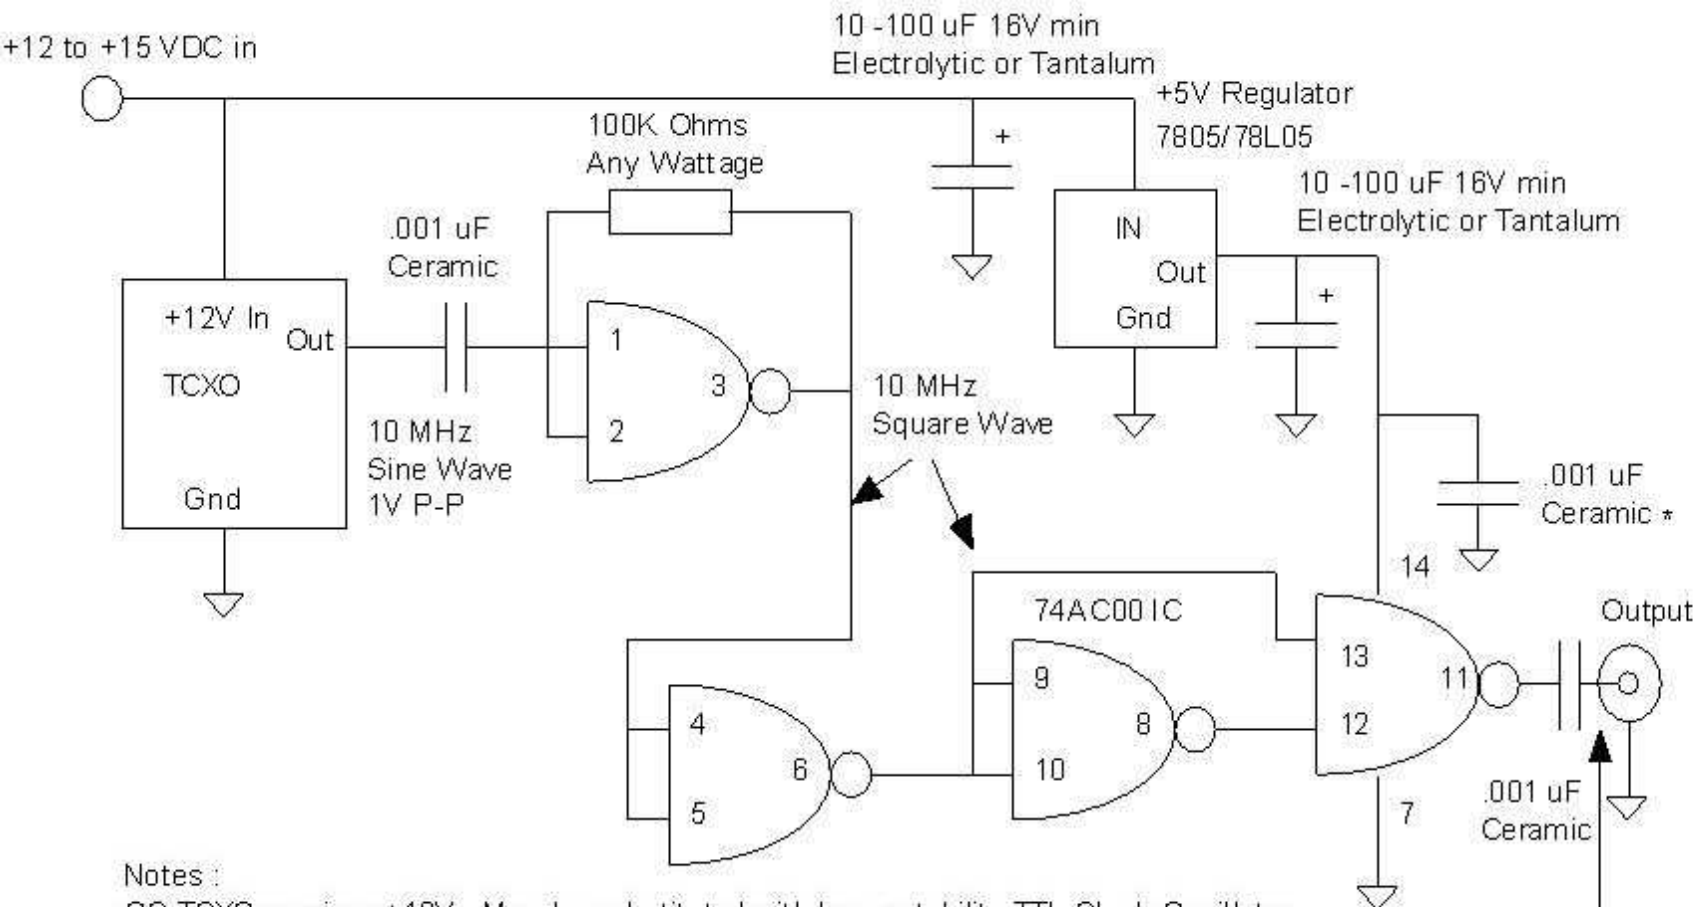 10 -100 uF 16V min
Electrolytic or Tantalum
+12 to +15 VDC in
+5V Regulator
7805/78L05
100K Ohms
Any Wattage
10 -100 uF 16V min
Electrolytic or Tantalum
.001 uF
Ceramic
+
IN
Out
Gnd
+
+12V In
Out
TCXO
Gnd
10 MHz
Sine Wave
1V P-P
1
2
3
10 MHz
Square Wave
.001 uF
Ceramic *
14
74AC00 IC
Output
13
12
11
9
10
8
4
5
6
7
.001 uF
Ceramic
Notes :